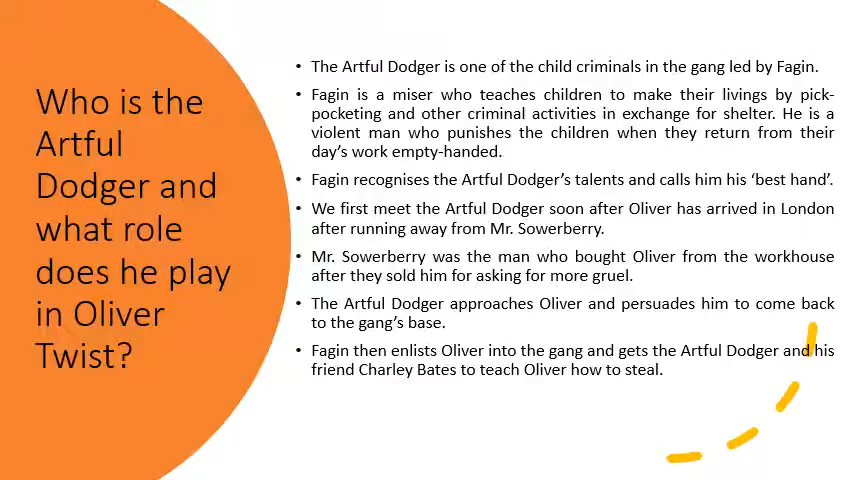 Who is the
Artful
Dodger and
what role
does he play
in Oliver
Twist?
• The Artful Dodger is one of the child criminals in the gang led by Fagin.
• Fagin is a miser who teaches children to make their livings by pick-
pocketing and other criminal activities in exchange for shelter. He is a
violent man who punishes the children when they return from their
day’s work empty-handed.
• Fagin recognises the Artful Dodger’s talents and calls him his ‘best hand’.
• We first meet the Artful Dodger soon after Oliver has arrived in London
after running away from Mr. Sowerberry.
• Mr. Sowerberry was the man who bought Oliver from the workhouse
after they sold him for asking for more gruel.
• The Artful Dodger approaches Oliver and persuades him to come back
to the gang’s base.
• Fagin then enlists Oliver into the gang and gets the Artful Dodger and his
friend Charley Bates to teach Oliver how to steal.